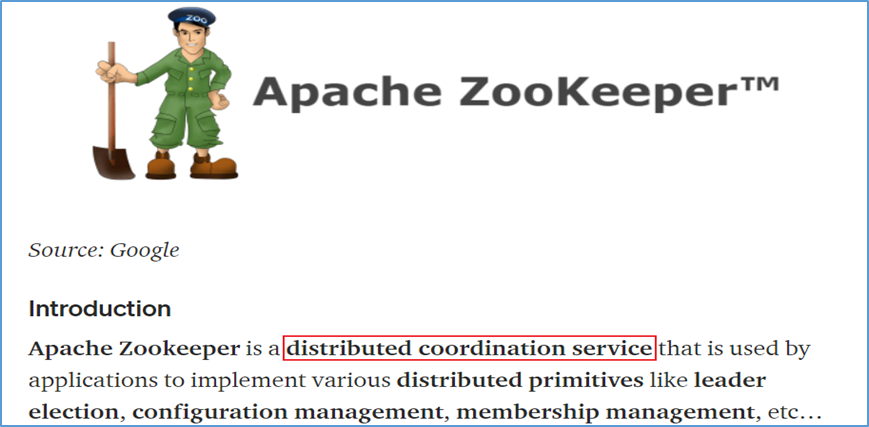 ZOO
Apache ZooKeeper™
Source: Google
Introduction
Apache Zookeeper is a distributed coordination service that is used by
applications to implement various distributed primitives like leader
election, configuration management, membership management, etc...